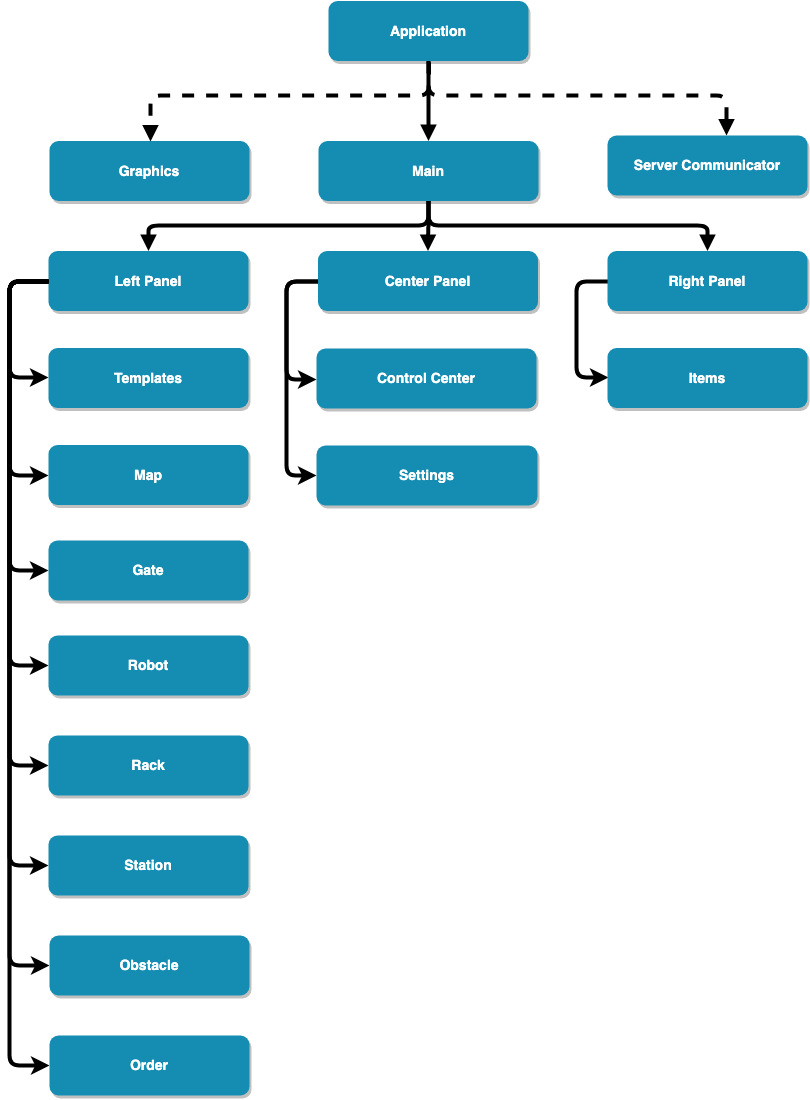 Application
Graphics
Main
Server Communicator
Left Panel
Center Panel
Right Panel
Templates
Control Center
Items
Map
Settings
Gate
Robot
Rack
Station
Obstacle
Order